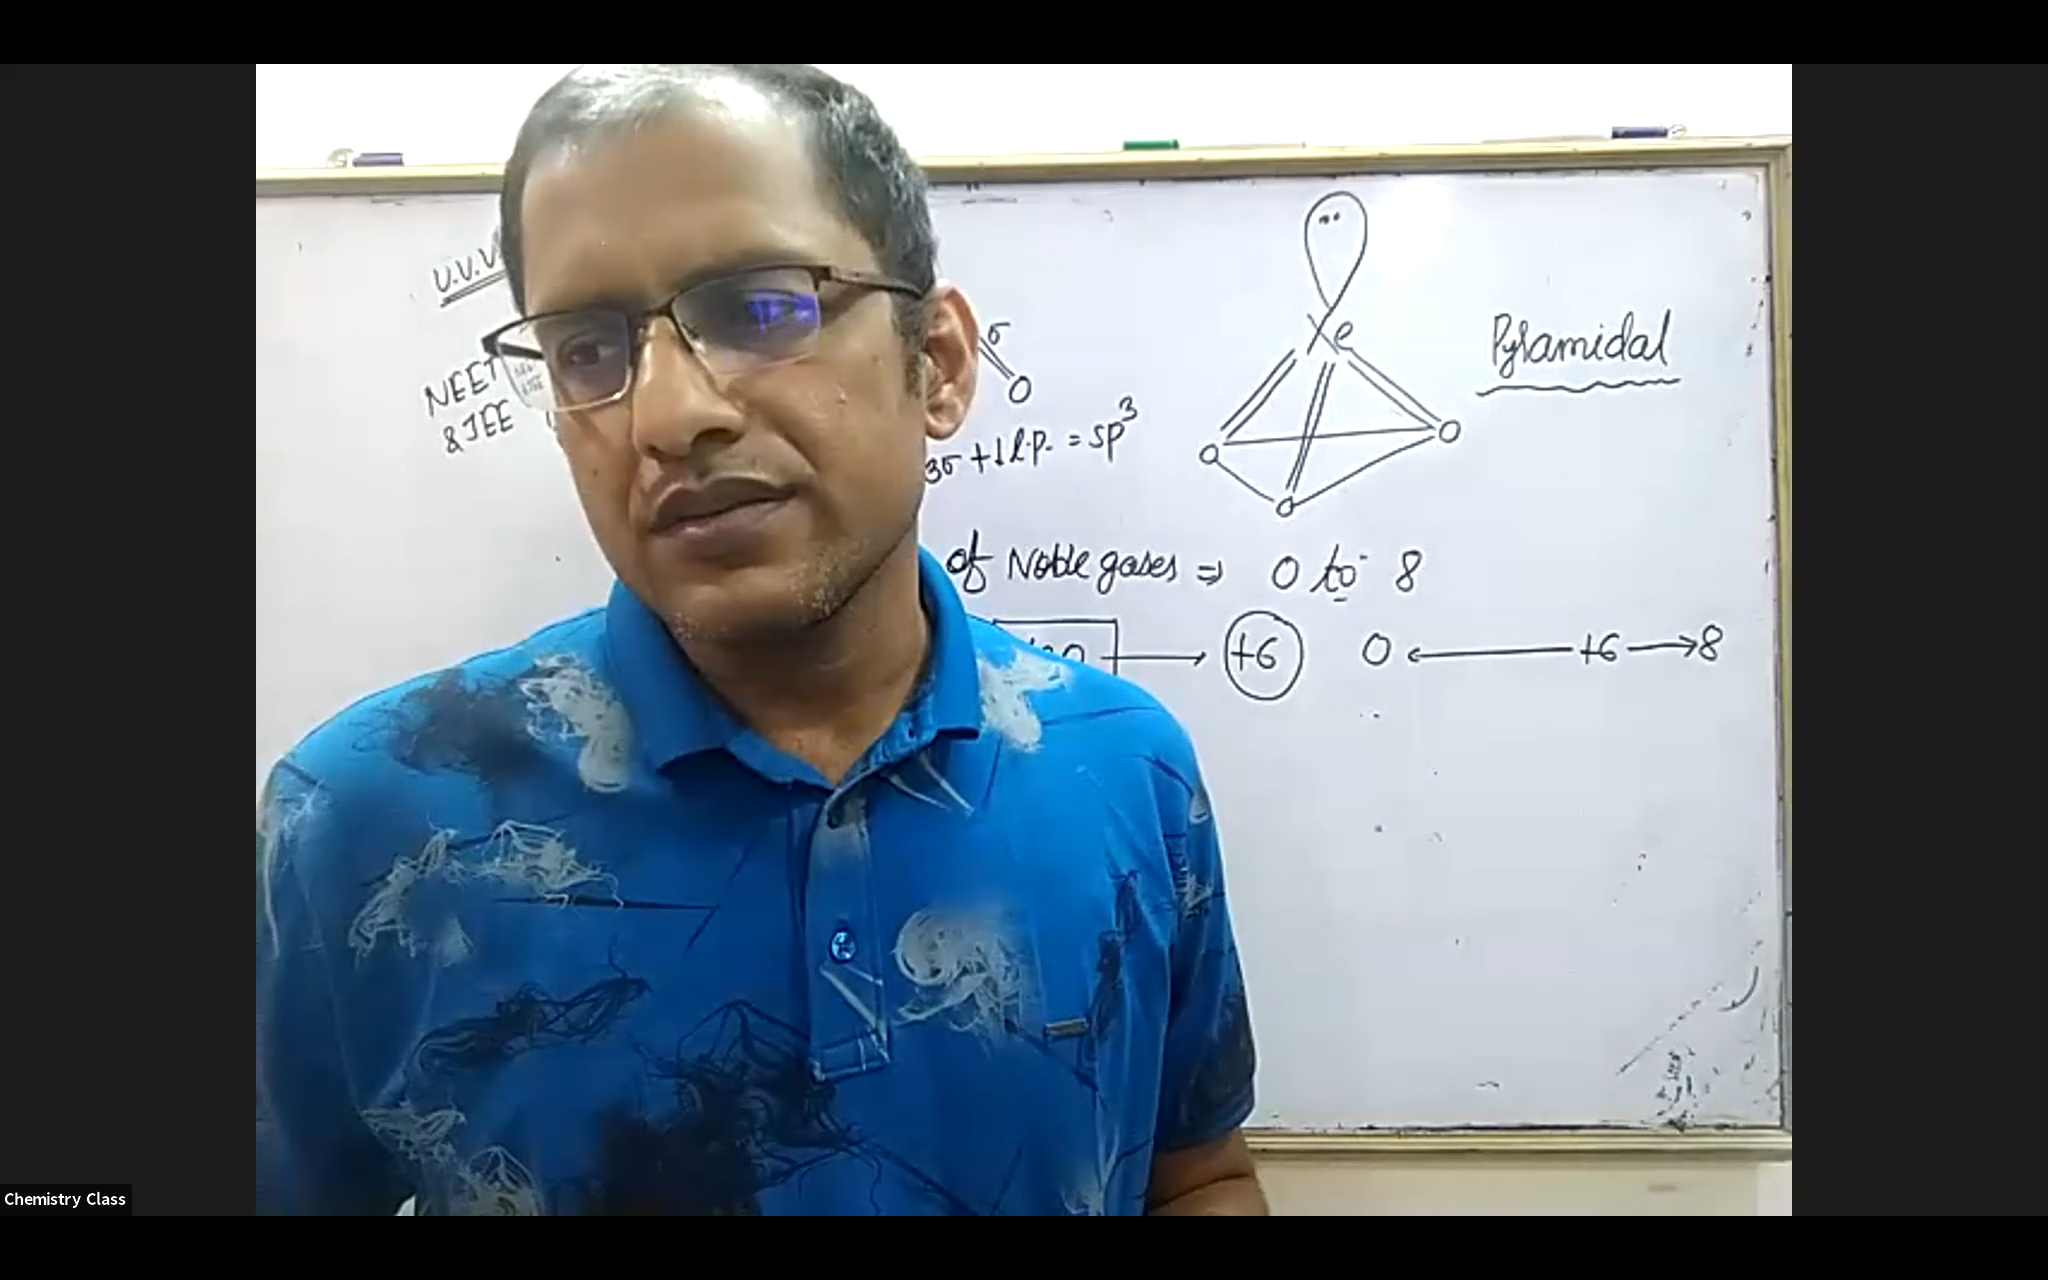 U.V.V
NEET
&JEE
σ
O
3σ + 1 l.p. = sp³
Xe
O
O
O
Pyramidal
of Noble gases ⇒ 0 to 8
+6 0 ← +6 → 8
Chemistry Class